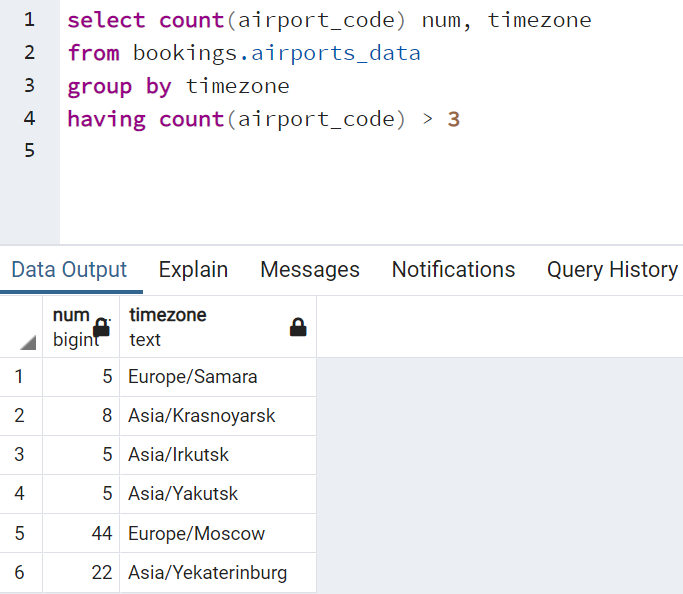 1 select count(airport_code) num, timezone
2 from bookings.airports_data
3 group by timezone
4 having count(airport_code) > 3
5
Data Output Explain Messages Notifications Query History
num timezone
bigint text
1 5 Europe/Samara
2 8 Asia/Krasnoyarsk
3 5 Asia/Irkutsk
4 5 Asia/Yakutsk
5 44 Europe/Moscow
6 22 Asia/Yekaterinburg